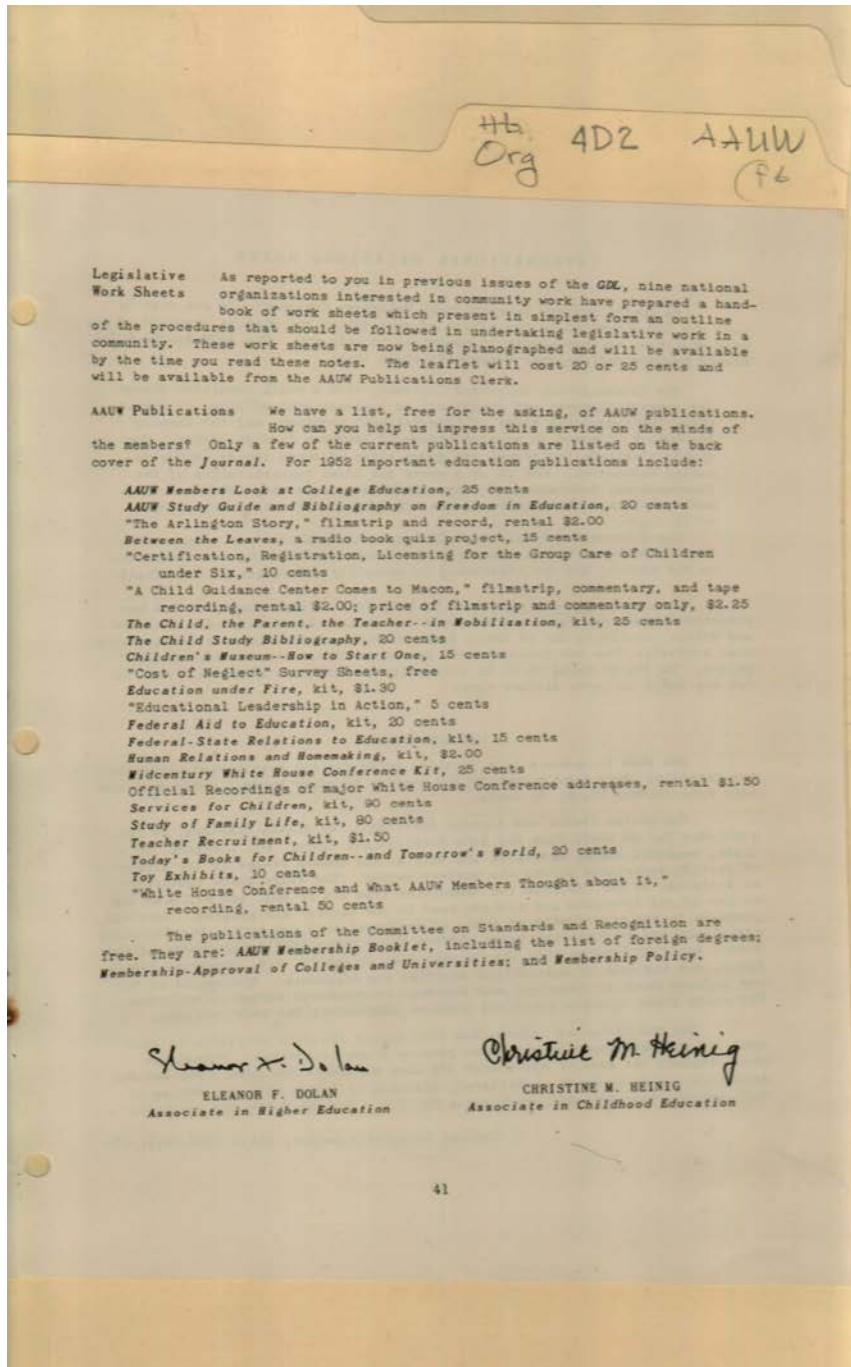 Hb. 4D2 AAUW
Org
Legislative As reported to you in previous issues of the GDL, nine national
Work Sheets organizations interested in community work have prepared a hand-
book of work sheets which present in simplest form an outline
of the procedures that should be followed in undertaking legislative work in a
community. These work sheets are now being planographed and will be available
by the time you read these notes. The leaflet will cost 20 or 25 cents and
will be available from the AAUW Publications Clerk.
AAUW Publications We have a list, free for the asking, of AAUW publications.
How can you help us impress this service on the minds of
the members? Only a few of the current publications are listed on the back
cover of the Journal. For 1952 important education publications include:
AAUW Members Look at College Education, 25 cents
AAUW Study Guide and Bibliography on Freedom in Education, 20 cents
"The Arlington Story," filmstrip and record, rental $2.00
Between the Leaves, a radio book quiz project, 15 cents
"Certification, Registration, Licensing for the Group Care of Children
under Six," 10 cents
"A Child Guidance Center Comes to Macon," filmstrip, commentary, and tape
recording, rental $2.00; price of filmstrip and commentary only, $2.25
The Child, the Parent, the Teacher--in Mobilization, kit, 25 cents
The Child Study Bibliography, 20 cents
Children's Museum--How to Start One, 15 cents
"Cost of Neglect" Survey Sheets, free
Education under Fire, kit, $1.30
"Educational Leadership in Action," 5 cents
Federal Aid to Education, kit, 20 cents
Federal-State Relations to Education, kit, 15 cents
Human Relations and Homemaking, kit, $2.00
Midcentury White House Conference Kit, 25 cents
Official Recordings of major White House Conference addresses, rental $1.50
Services for Children, kit, 90 cents
Study of Family Life, kit, 80 cents
Teacher Recruitment, kit, $1.50
Today's Books for Children--and Tomorrow's World, 20 cents
Toy Exhibits, 10 cents
"White House Conference and What AAUW Members Thought about It,"
recording, rental 50 cents
The publications of the Committee on Standards and Recognition are
free. They are: AAUW Membership Booklet, including the list of foreign degrees;
Membership-Approval of Colleges and Universities; and Membership Policy.
Eleanor F. Dolan Christine M. Heinig
ELEANOR F. DOLAN CHRISTINE M. HEINIG
Associate in Higher Education Associate in Childhood Education
41